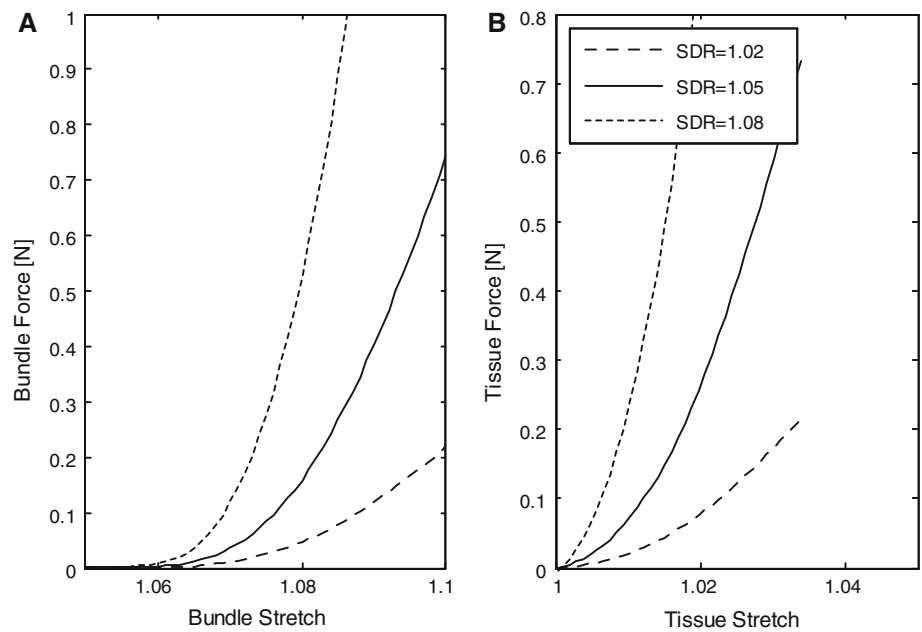 A
1
0.9
0.8
0.7
0.6
0.5
0.4
0.3
0.2
0.1
0
1.06
1.08
1.1
Bundle Force [N]
Bundle Stretch
B
0.8
0.7
0.6
0.5
0.4
0.3
0.2
0.1
0
1
1.02
1.04
Tissue Force [N]
Tissue Stretch
SDR=1.02
SDR=1.05
SDR=1.08